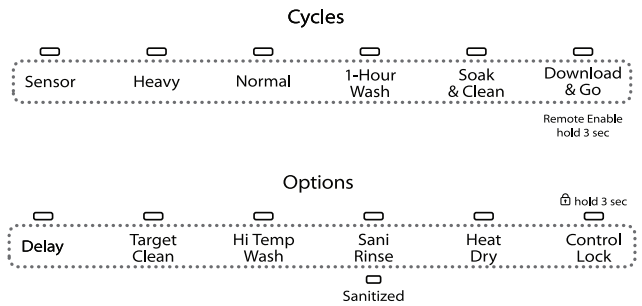 Cycles
Sensor
Heavy
Normal
1-Hour
Wash
Soak
& Clean
Download
& Go
Remote Enable
hold 3 sec
Options
hold 3 sec
Delay
Target
Clean
Hi Temp
Wash
Sani
Rinse
Heat
Dry
Control
Lock
Sanitized